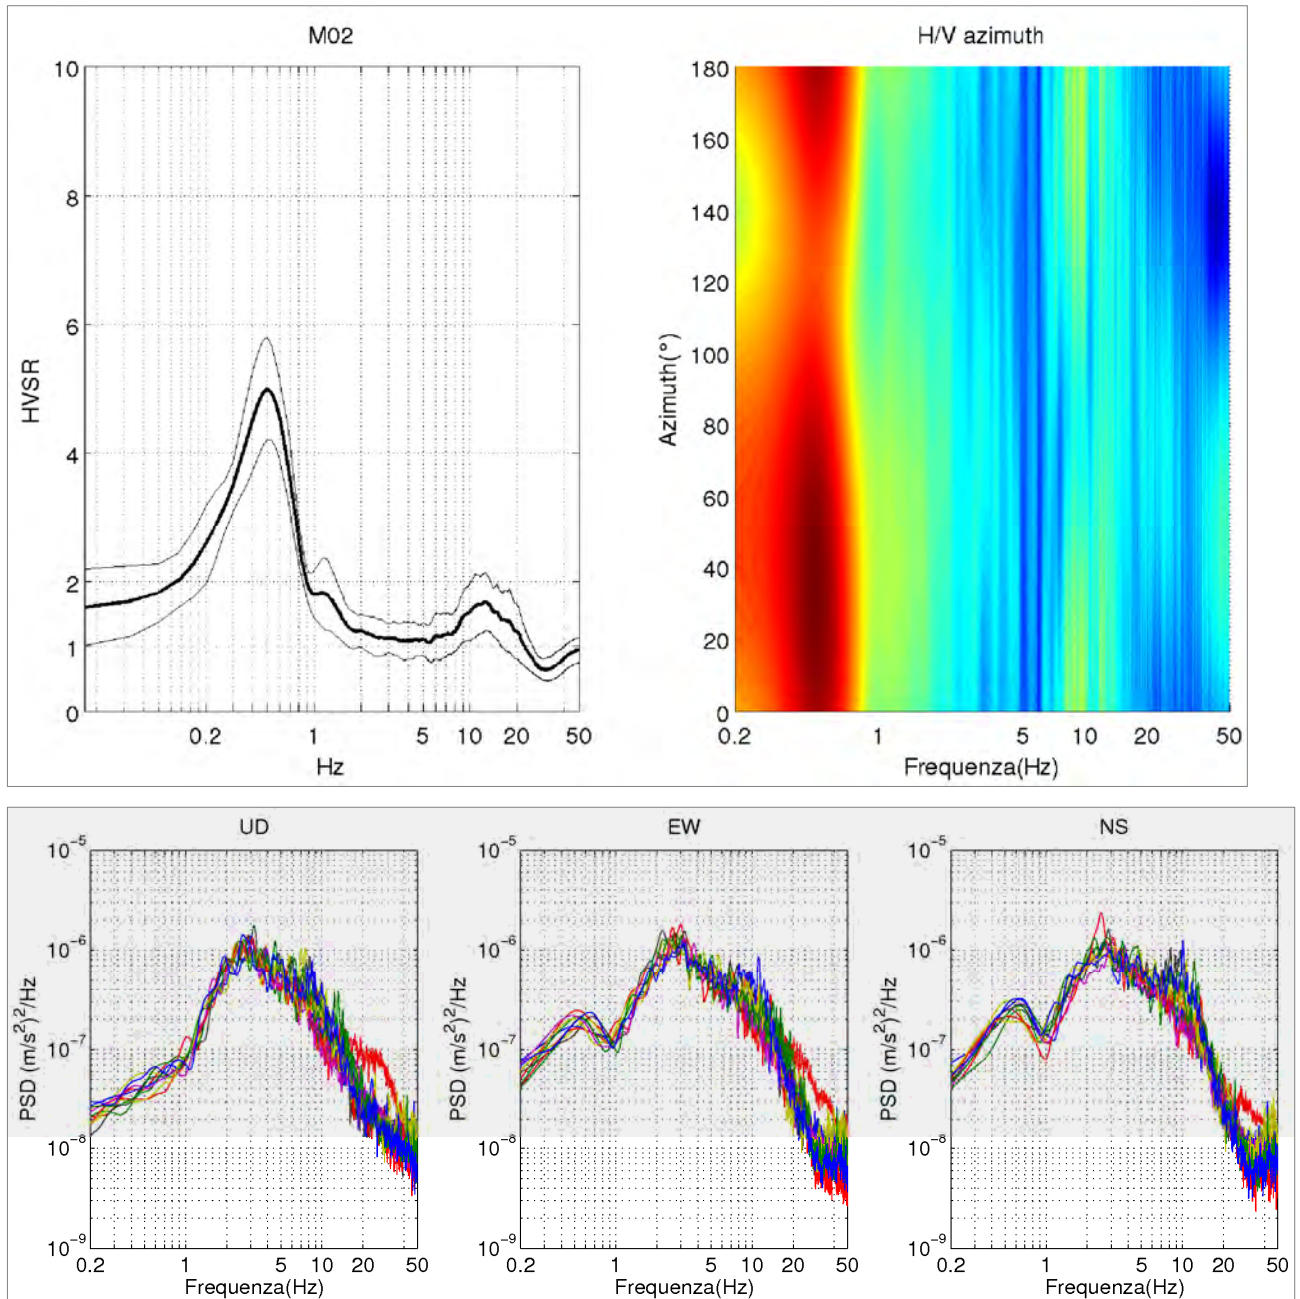 M02
10
8
6
4
2
1
0
HVSR
0.2 1 5 10 20 50
Hz
H/V azimuth
180
160
140
120
100
80
60
40
20
0
Azimuth(°)
0.2 1 5 10 20 50
Frequenza(Hz)
UD
10−5
10−6
10−7
10−8
10−9
PSD (m/s2)2/Hz
0.2 1 5 10 20 50
Frequenza(Hz)
EW
10−5
10−6
10−7
10−8
10−9
PSD (m/s2)2/Hz
0.2 1 5 10 20 50
Frequenza(Hz)
NS
10−5
10−6
10−7
10−8
10−9
PSD (m/s2)2/Hz
0.2 1 5 10 20 50
Frequenza(Hz)